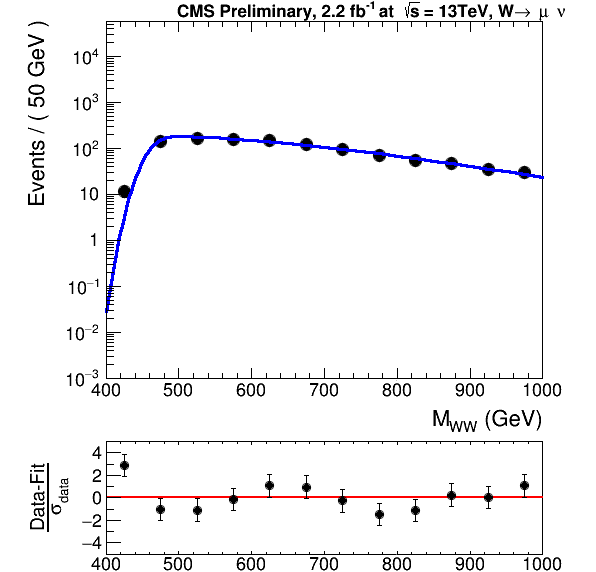 CMS Preliminary, 2.2 fb⁻¹ at √s = 13TeV, W→ μ ν
Events / ( 50 GeV )
10⁴
10³
10²
10
1
10⁻¹
10⁻²
10⁻³
400 500 600 700 800 900 1000
M_WW (GeV)
Data-Fit
σ_data
4
2
0
−2
−4
400 500 600 700 800 900 1000